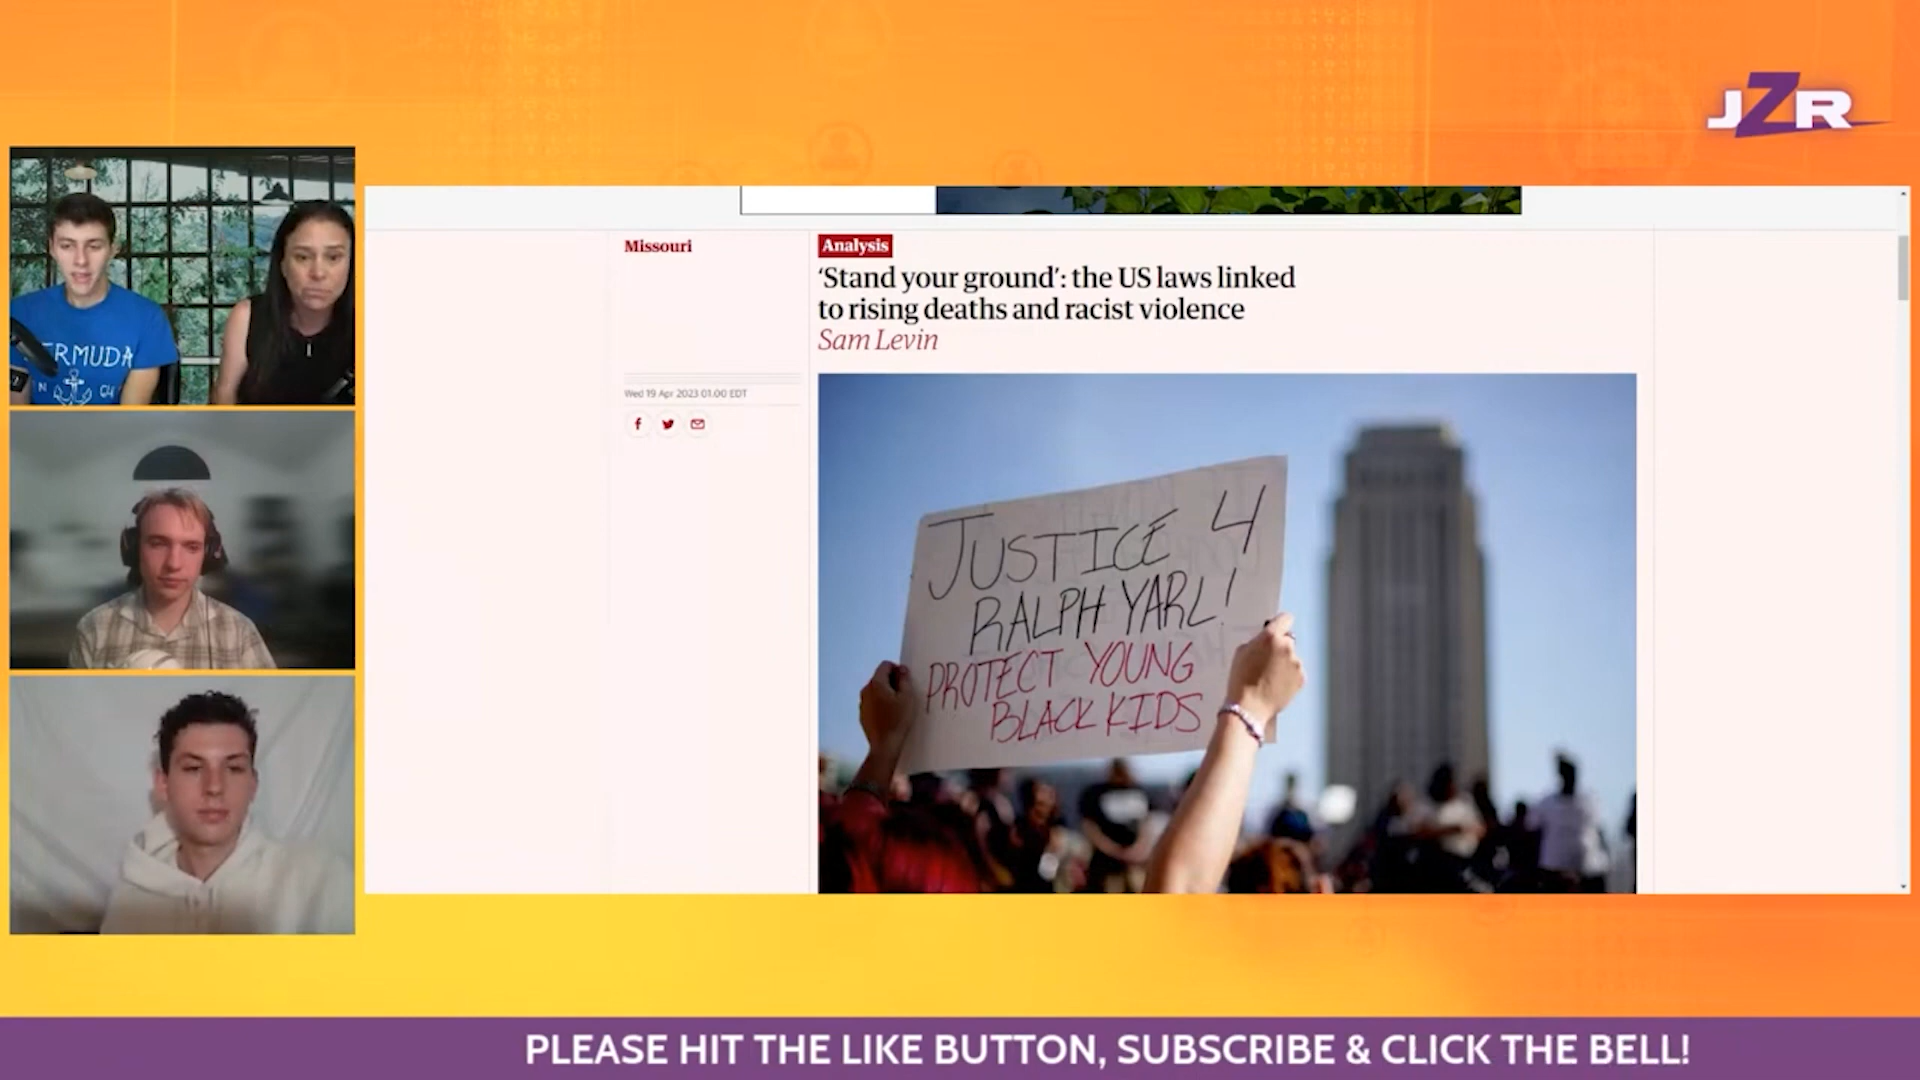 JZR
Missouri
Analysis
‘Stand your ground’: the US laws linked
to rising deaths and racist violence
Sam Levin
Wed 19 Apr 2023 01.00 EDT
JUSTICE 4
RALPH YARL!
PROTECT YOUNG
BLACK KIDS
PLEASE HIT THE LIKE BUTTON, SUBSCRIBE & CLICK THE BELL!